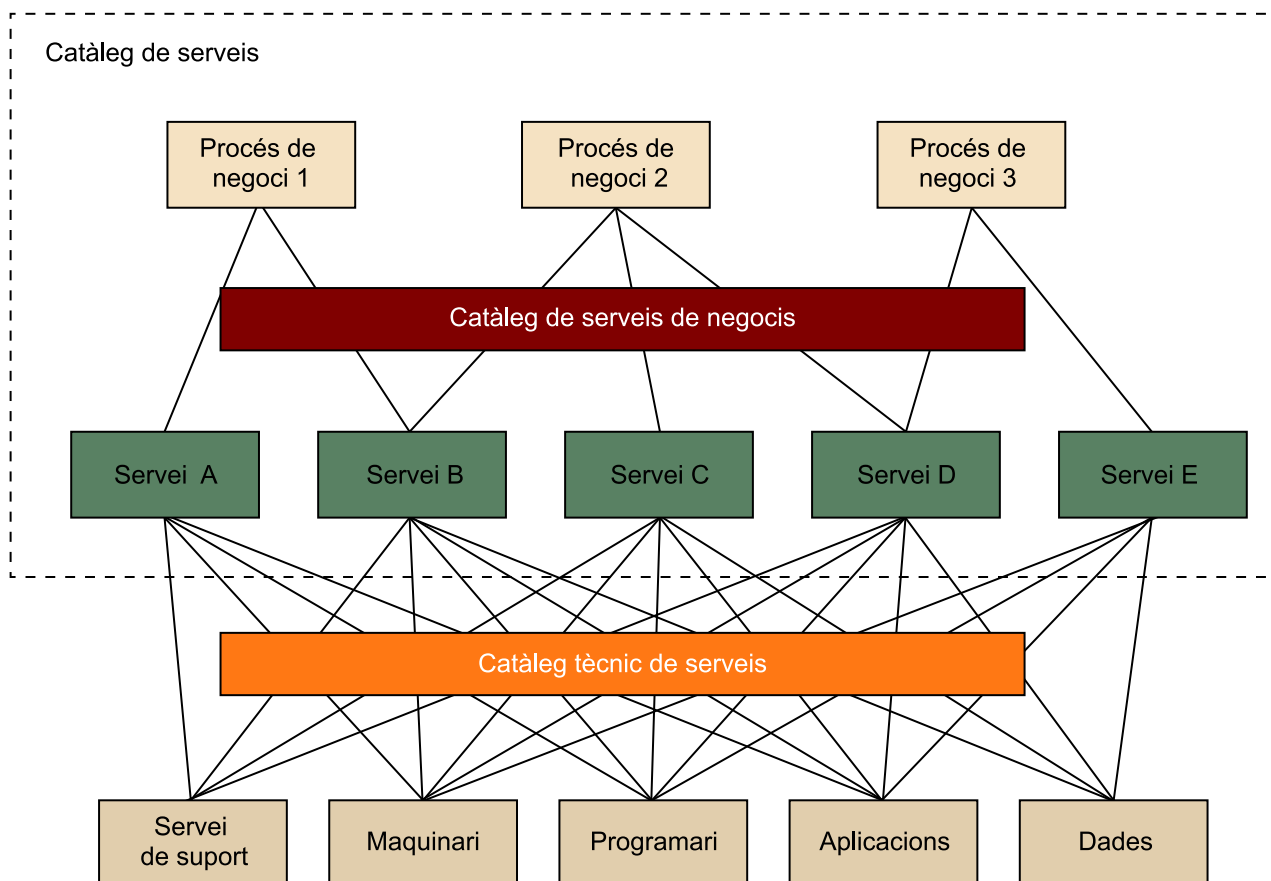 Catàleg de serveis
Procés de
negoci 1
Procés de
negoci 2
Procés de
negoci 3
Catàleg de serveis de negocis
Servei A
Servei B
Servei C
Servei D
Servei E
Catàleg tècnic de serveis
Servei
de suport
Maquinari
Programari
Aplicacions
Dades